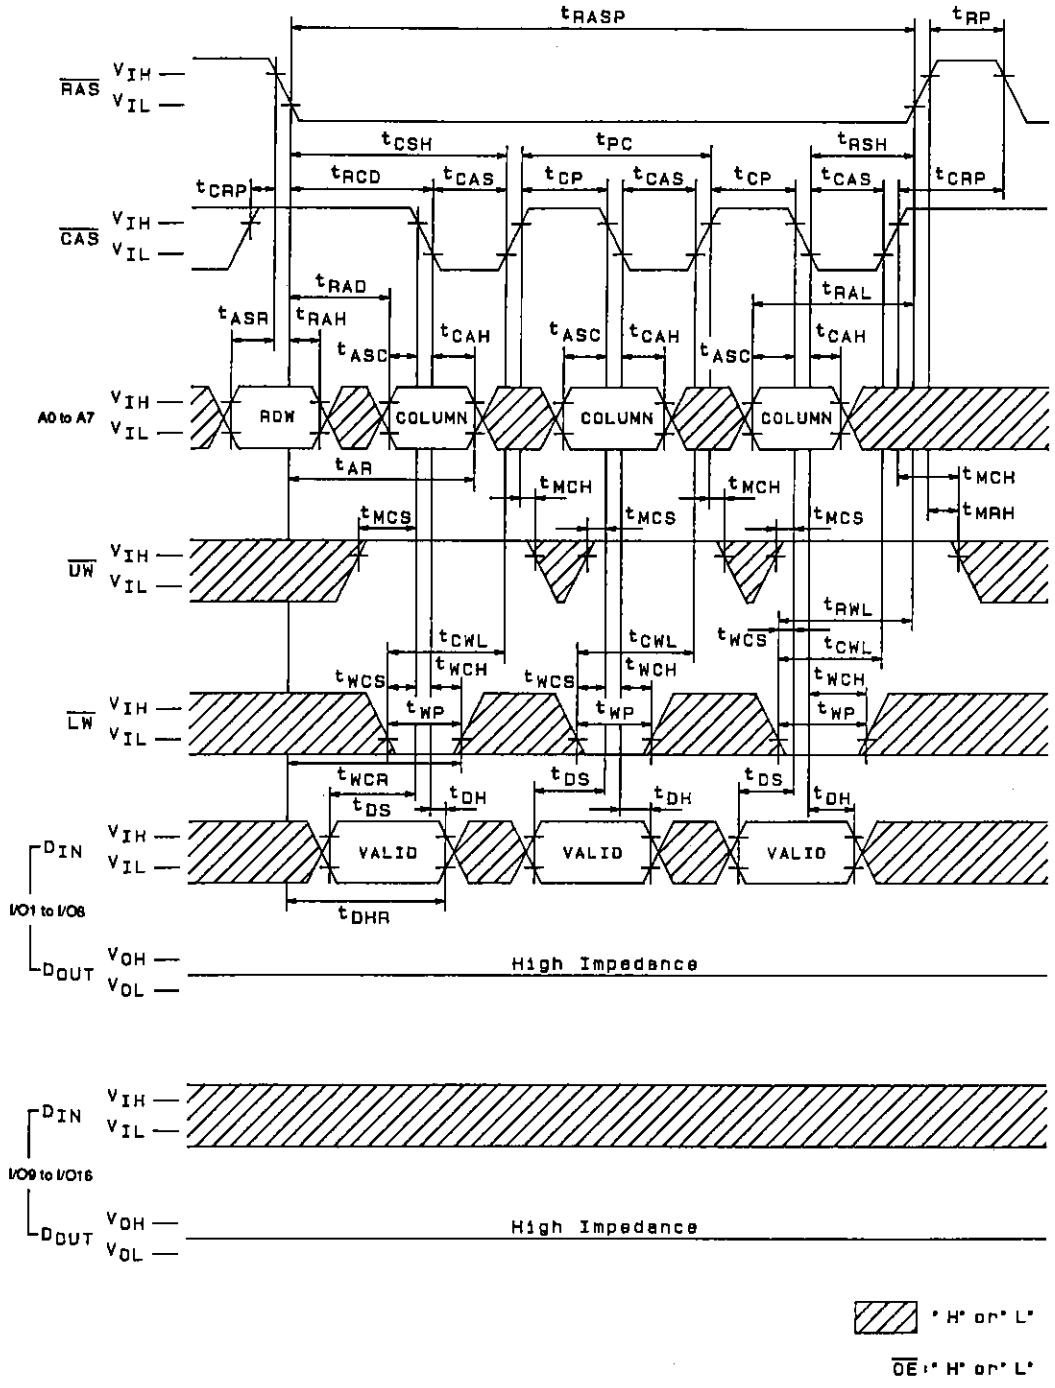 tRASP tRP
RAS VIH
VIL
tCSH tPC tRSH
tCRP tRCD tCAS tCP tCAS tCP tCAS tCRP
CAS VIH
VIL
tRAD tRAL
tASR tRAH tASC tCAH tASC tCAH tASC tCAH
A0 to A7 VIH
VIL
ROW COLUMN COLUMN COLUMN
tAR tMCH tMCH tMCH
tMCS tMCS tMCS tMRH
UW VIH
VIL
tRWL
tCWL tCWL tWCS tCWL
tWCS tWCH tWCS tWCH tWCH
tWP tWP tWP
LW VIH
VIL
tWCR tDS tDS
tDS tDH tDH tDH
DIN VIH
VIL
VALID VALID VALID
I/O1 to I/O8
tDHR
DOUT VOH
VOL
High Impedance
DIN VIH
VIL
I/O9 to I/O16
DOUT VOH
VOL
High Impedance
"H" or "L"
OE : "H" or "L"